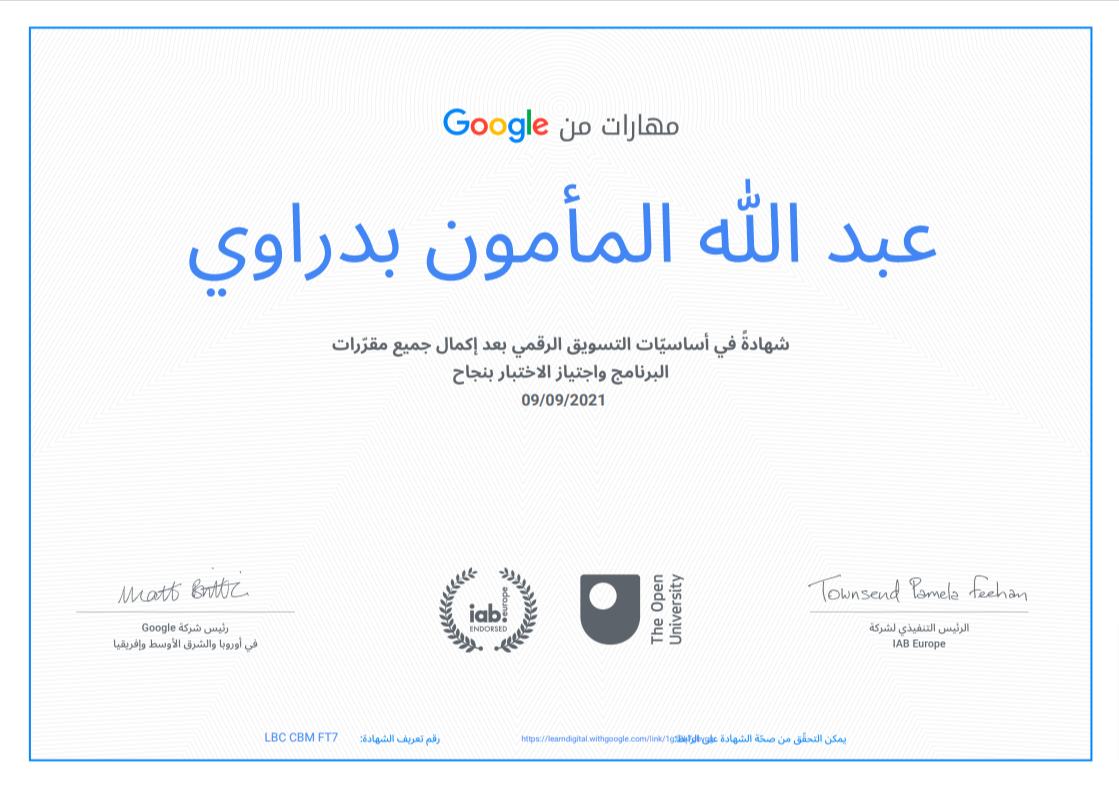 مهارات من Google
عبد الله المأمون بدراوي
شهادةً في أساسيّات التسويق الرقمي بعد إكمال جميع مقرّرات
البرنامج واجتياز الاختبار بنجاح
09/09/2021
Townsend Pamela Feehan
الرئيس التنفيذي لشركة
IAB Europe
The Open
University
iab. europe
ENDORSED
Matt Brittin
رئيس شركة Google
في أوروبا والشرق الأوسط وإفريقيا
يمكن التحقّق من صحّة الشهادة على الرابط: https://learndigital.withgoogle.com/link/
رقم تعريف الشهادة: LBC CBM FT7